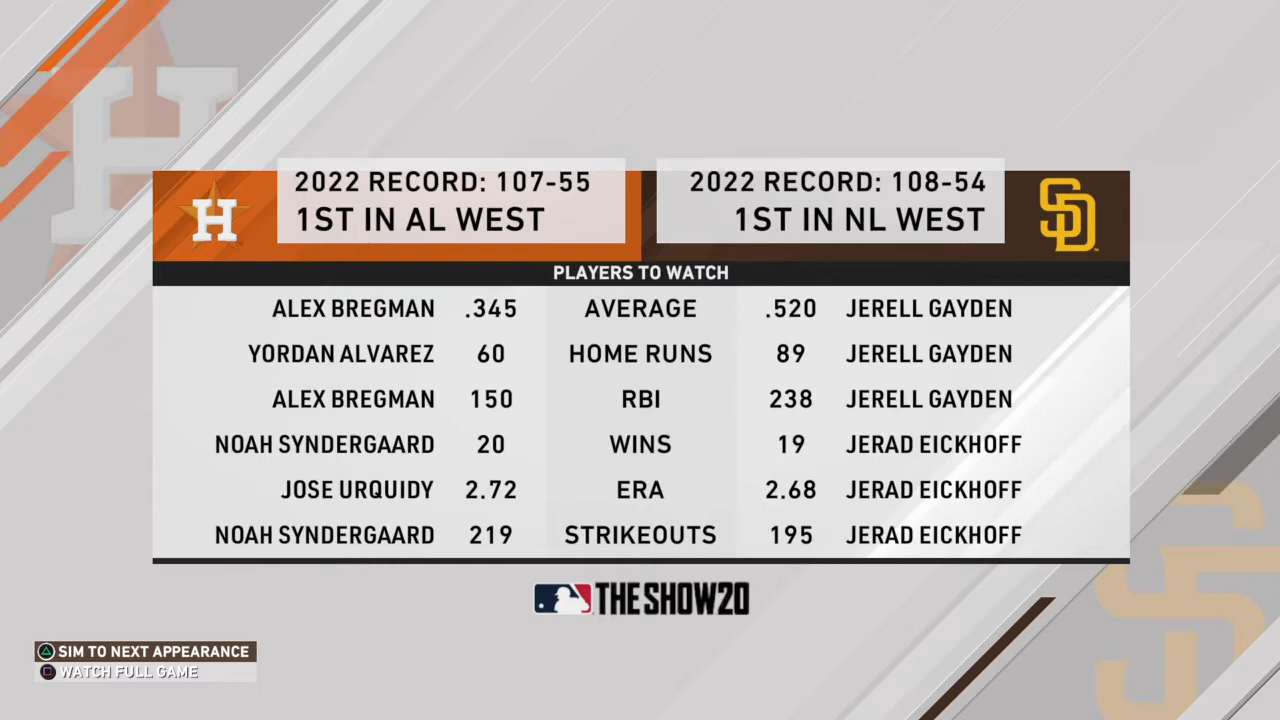 2022 RECORD: 107-55
1ST IN AL WEST
2022 RECORD: 108-54
1ST IN NL WEST
H
SD
PLAYERS TO WATCH
ALEX BREGMAN .345 AVERAGE .520 JERELL GAYDEN
YORDAN ALVAREZ 60 HOME RUNS 89 JERELL GAYDEN
ALEX BREGMAN 150 RBI 238 JERELL GAYDEN
NOAH SYNDERGAARD 20 WINS 19 JERAD EICKHOFF
JOSE URQUIDY 2.72 ERA 2.68 JERAD EICKHOFF
NOAH SYNDERGAARD 219 STRIKEOUTS 195 JERAD EICKHOFF
THE SHOW20
SIM TO NEXT APPEARANCE
WATCH FULL GAME